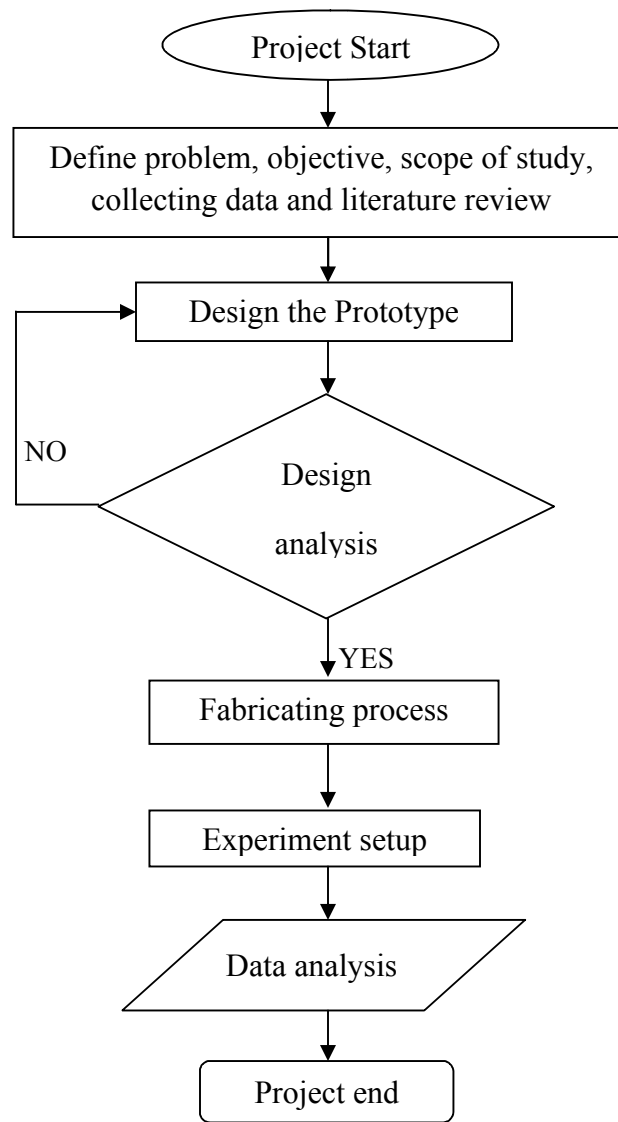 Project Start
Define problem, objective, scope of study,
collecting data and literature review
Design the Prototype
NO
Design
analysis
YES
Fabricating process
Experiment setup
Data analysis
Project end